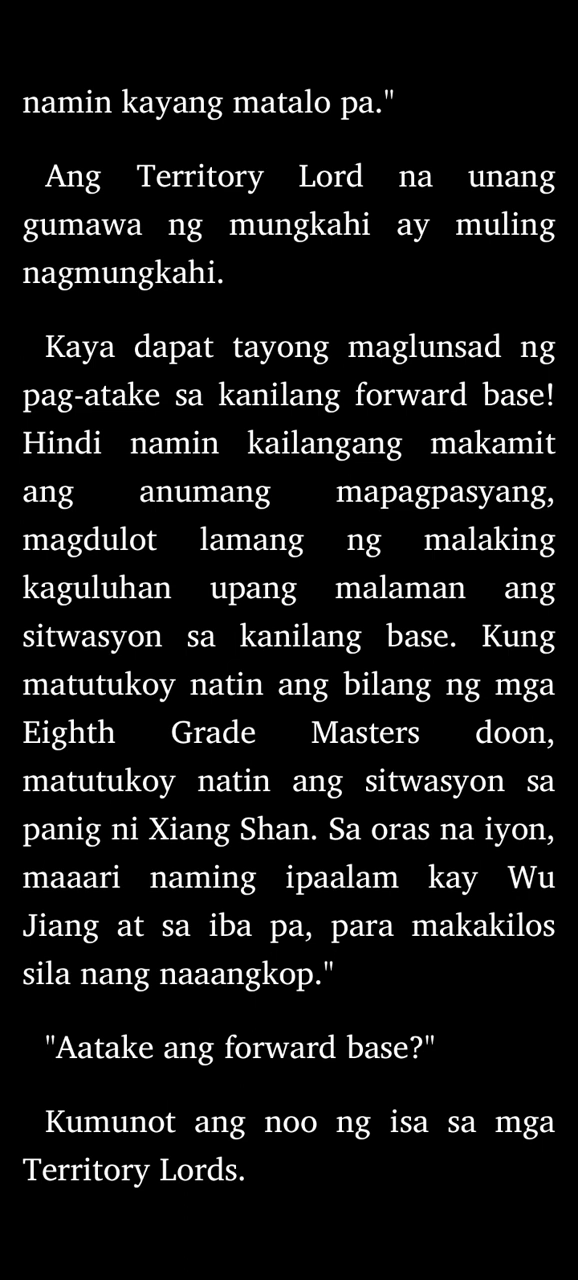 namin kayang matalo pa."
Ang Territory Lord na unang
gumawa ng mungkahi ay muling
nagmungkahi.
Kaya dapat tayong maglunsad ng
pag-atake sa kanilang forward base!
Hindi namin kailangang makamit
ang anumang mapagpasyang,
magdulot lamang ng malaking
kaguluhan upang malaman ang
sitwasyon sa kanilang base. Kung
matutukoy natin ang bilang ng mga
Eighth Grade Masters doon,
matutukoy natin ang sitwasyon sa
panig ni Xiang Shan. Sa oras na iyon,
maaari naming ipaalam kay Wu
Jiang at sa iba pa, para makakilos
sila nang naaangkop."
"Aatake ang forward base?"
Kumunot ang noo ng isa sa mga
Territory Lords.